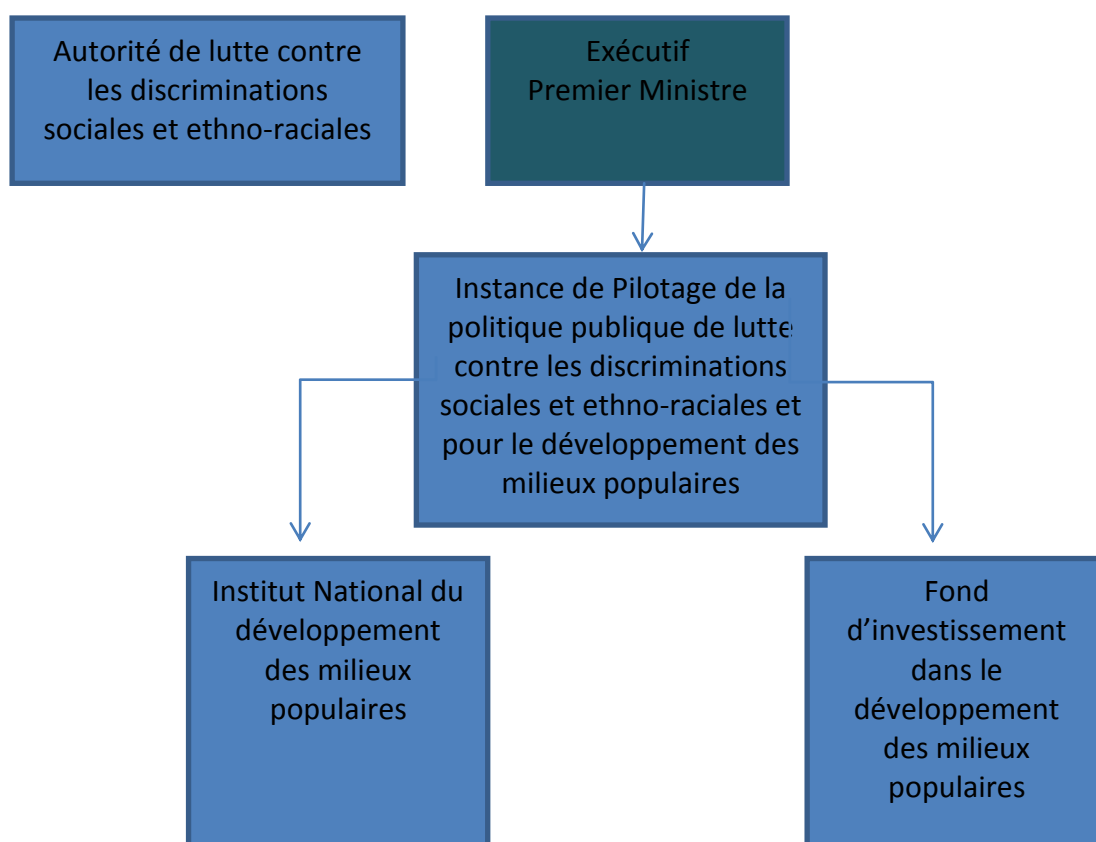 Autorité de lutte contre
les discriminations
sociales et ethno-raciales
Exécutif
Premier Ministre
Instance de Pilotage de la
politique publique de lutte
contre les discriminations
sociales et ethno-raciales et
pour le développement des
milieux populaires
Institut National du
développement
des milieux
populaires
Fond
d’investissement
dans le
développement
des milieux
populaires